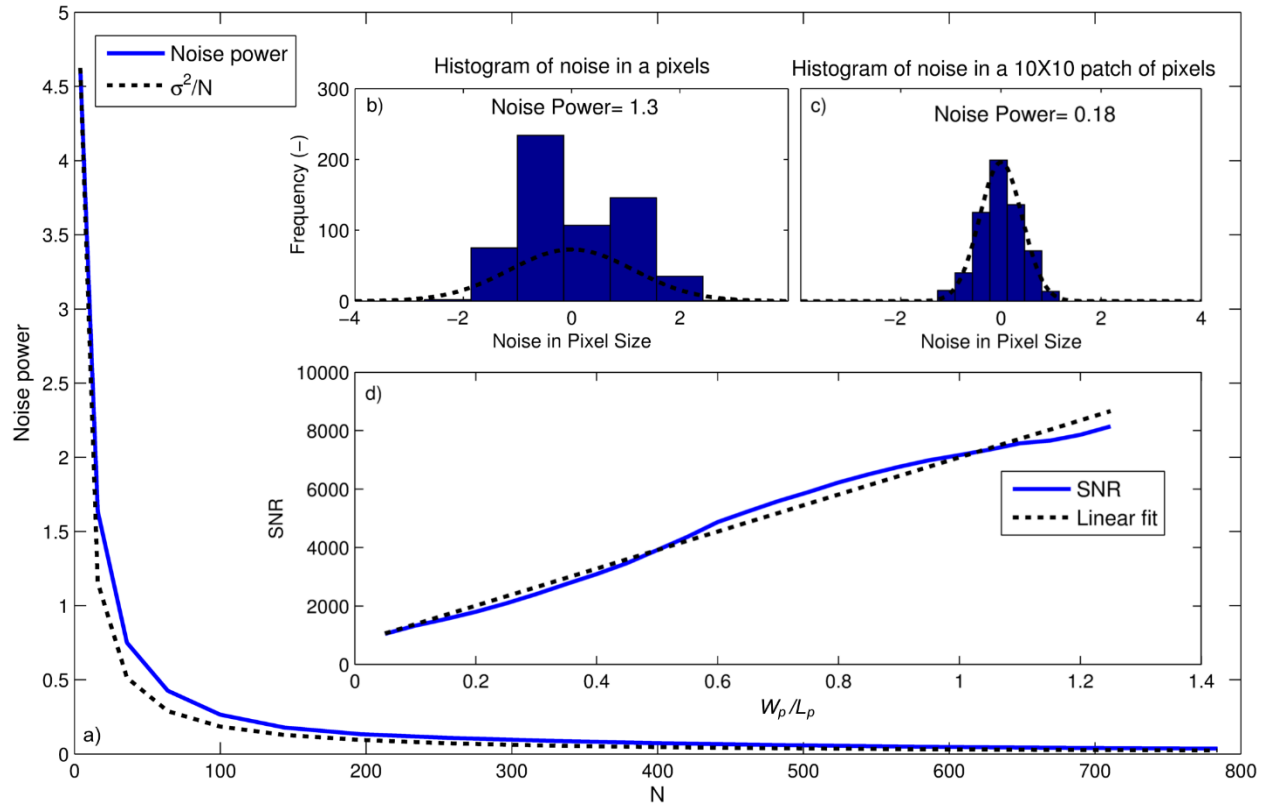 5
4.5
4
3.5
3
2.5
2
1.5
1
0.5
0
Noise power
Noise power
σ²/N
a)
0
100
200
300
400
500
600
700
800
N
Histogram of noise in a pixels
b)
Noise Power= 1.3
300
200
100
0
Frequency (−)
−4
−2
0
2
Noise in Pixel Size
Histogram of noise in a 10X10 patch of pixels
c)
Noise Power= 0.18
−2
0
2
4
Noise in Pixel Size
d)
10000
8000
6000
4000
2000
0
SNR
SNR
Linear fit
0
0.2
0.4
0.6
0.8
1
1.2
1.4
Wp/Lp